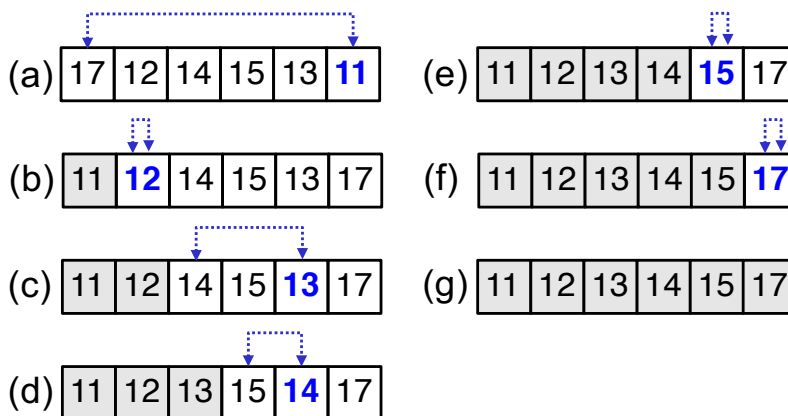 (a) 17 12 14 15 13 11
(b) 11 12 14 15 13 17
(c) 11 12 14 15 13 17
(d) 11 12 13 15 14 17
(e) 11 12 13 14 15 17
(f) 11 12 13 14 15 17
(g) 11 12 13 14 15 17